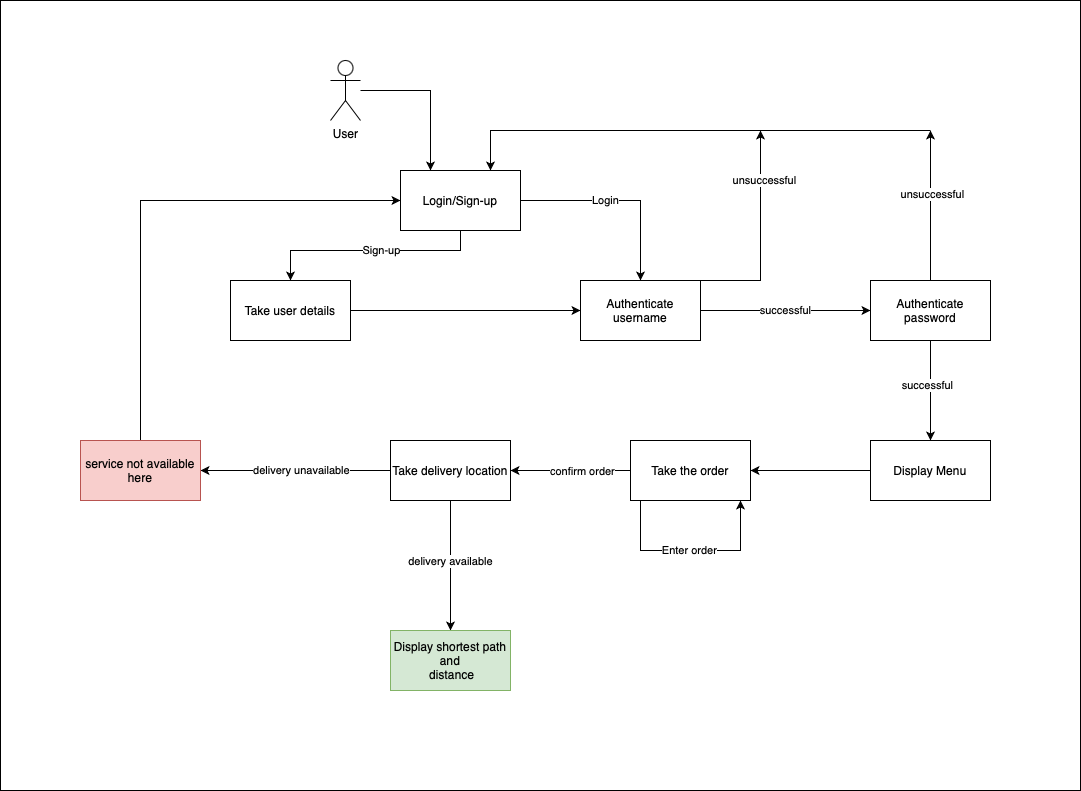 User
unsuccessful
unsuccessful
Login/Sign-up
Login
Sign-up
Take user details
Authenticate
username
successful
Authenticate
password
successful
service not available
here
delivery unavailable
Take delivery location
confirm order
Take the order
Display Menu
Enter order
delivery available
Display shortest path
and
distance